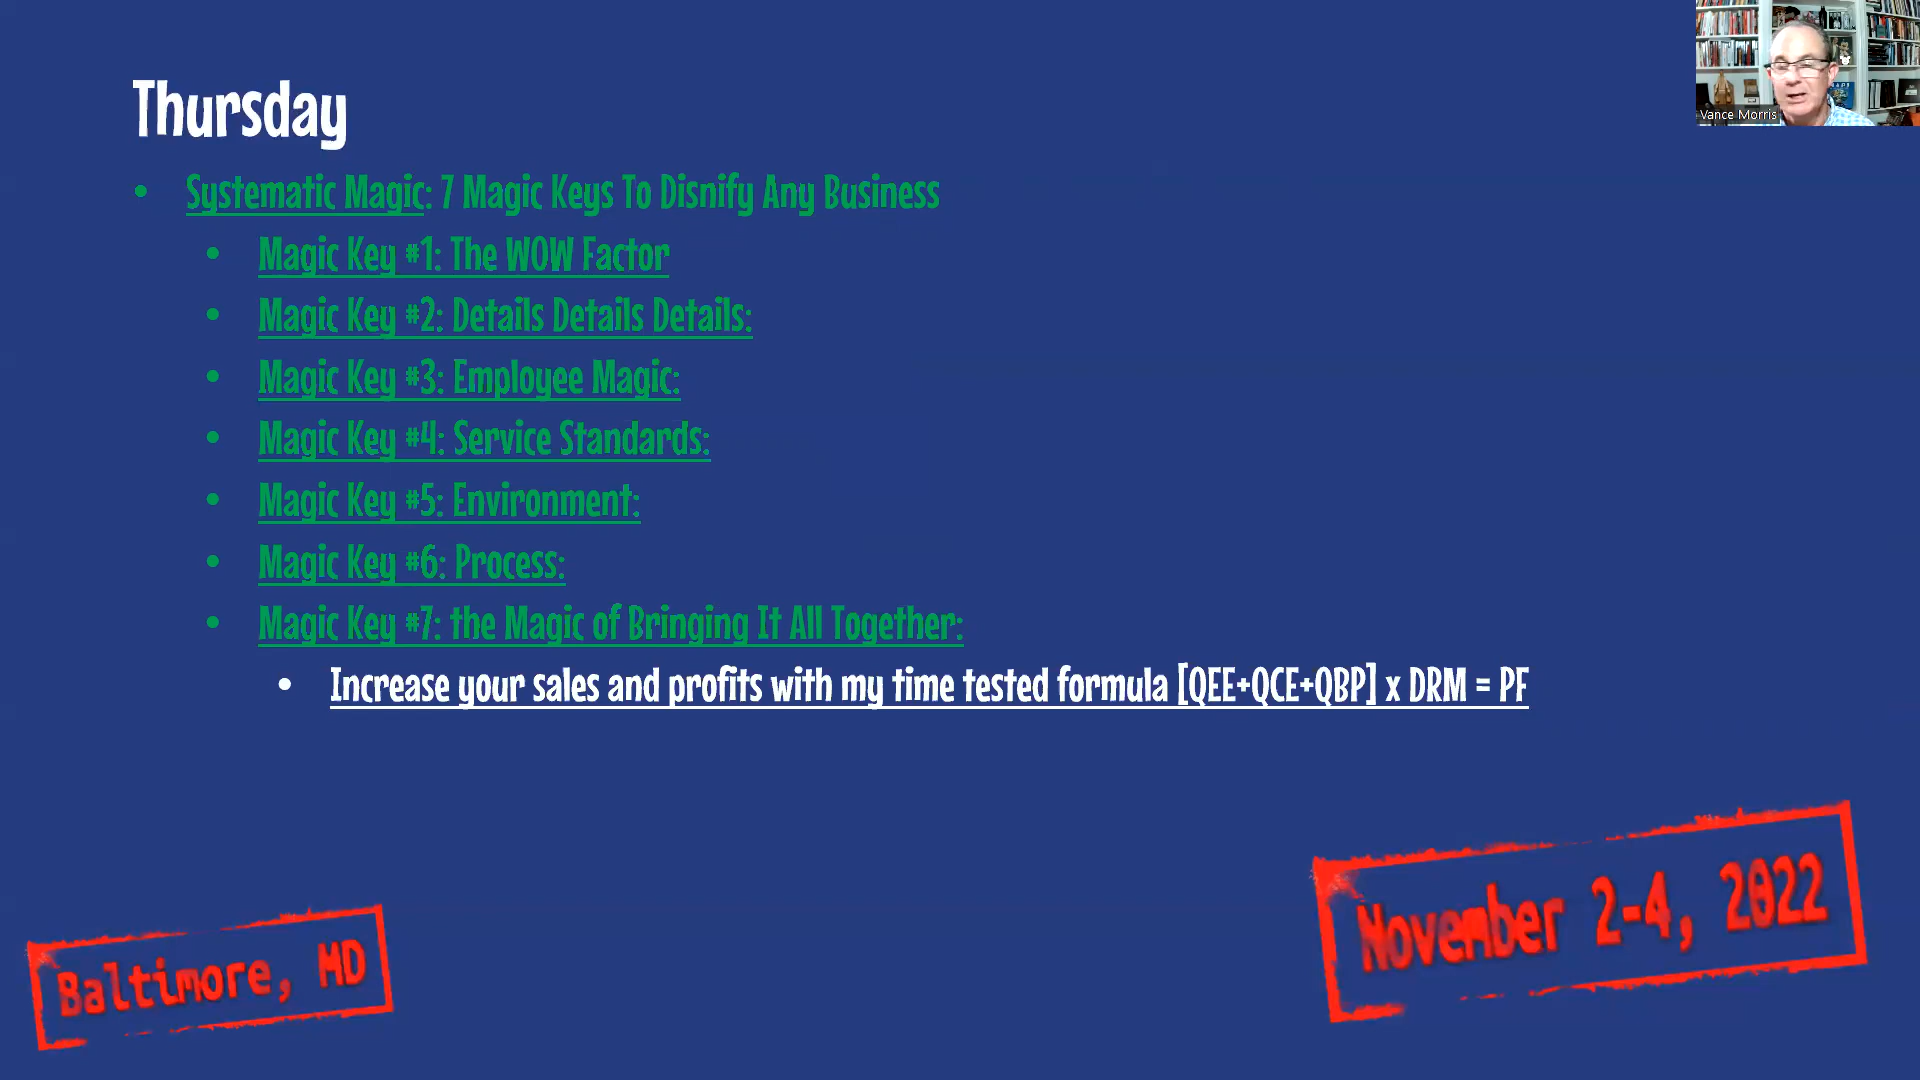 Vance Morris
Thursday
• Systematic Magic: 7 Magic Keys To Disnify Any Business
• Magic Key #1: The WOW Factor
• Magic Key #2: Details Details Details:
• Magic Key #3: Employee Magic:
• Magic Key #4: Service Standards:
• Magic Key #5: Environment:
• Magic Key #6: Process:
• Magic Key #7: the Magic of Bringing It All Together:
• Increase your sales and profits with my time tested formula [QEE+QCE+QBP] x DRM = PF
Baltimore, MD
November 2-4, 2022